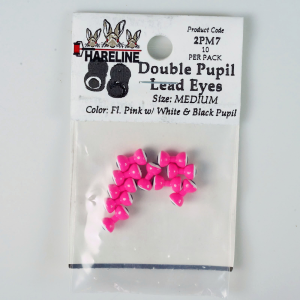 Product Code
2PM7
10
PER PACK
HARELINE
Double Pupil
Lead Eyes
Size: MEDIUM
Color: Fl. Pink w/ White & Black Pupil